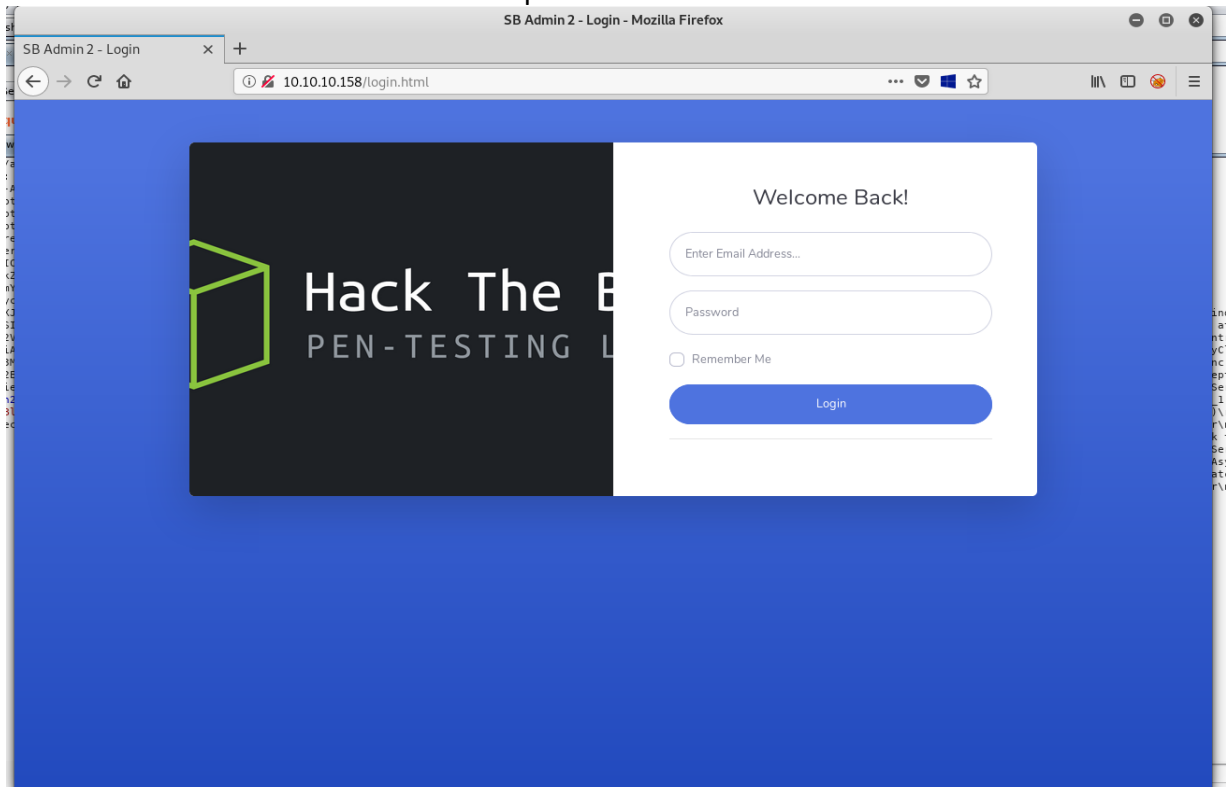 SB Admin 2 - Login - Mozilla Firefox
SB Admin 2 - Login
10.10.10.158/login.html
Hack The B
PEN-TESTING L
Welcome Back!
Enter Email Address...
Password
Remember Me
Login